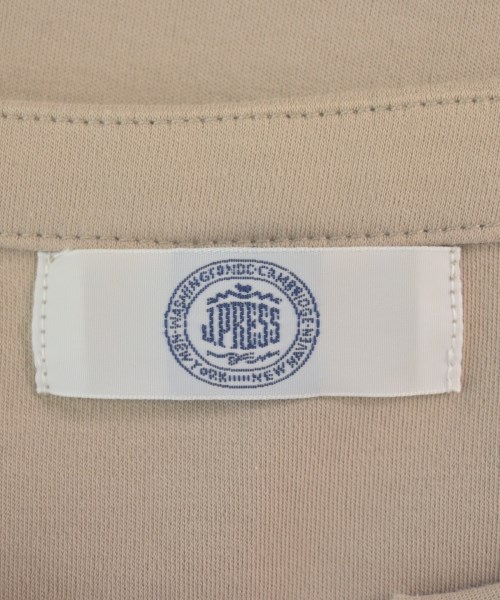 WASHINGTON DC · CAMBRIDGE ·
J.PRESS
NEW YORK NEW HAVEN